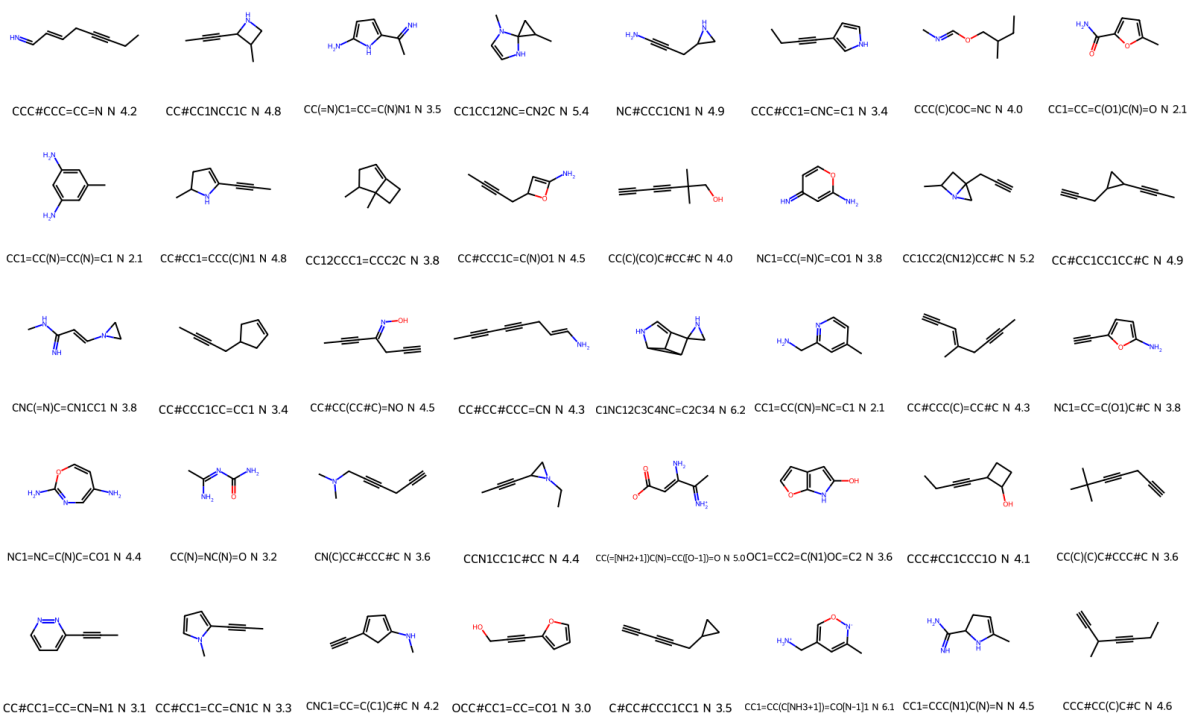 CCC#CCC=CC=N N 4.2
CC#CC1NCC1C N 4.8
CC(=N)C1=CC=C(N)N1 N 3.5
CC1CC12NC=CN2C N 5.4
NC#CCC1CN1 N 4.9
CCC#CC1=CNC=C1 N 3.4
CCC(C)COC=NC N 4.0
CC1=CC=C(O1)C(N)=O N 2.1
CC1=CC(N)=CC(N)=C1 N 2.1
CC#CC1=CCC(C)N1 N 4.8
CC12CCC1=CCC2C N 3.8
CC#CCC1C=C(N)O1 N 4.5
CC(C)(CO)C#CC#C N 4.0
NC1=CC(=N)C=CO1 N 3.8
CC1CC2(CN12)CC#C N 5.2
CC#CC1CC1CC#C N 4.9
CNC(=N)C=CN1CC1 N 3.8
CC#CCC1CC=CC1 N 3.4
CC#CC(CC#C)=NO N 4.5
CC#CC#CCC=CN N 4.3
C1NC12C3C4NC=C2C34 N 6.2
CC1=CC(CN)=NC=C1 N 2.1
CC#CCC(C)=CC#C N 4.3
NC1=CC=C(O1)C#C N 3.8
NC1=NC=C(N)C=CO1 N 4.4
CC(N)=NC(N)=O N 3.2
CN(C)CC#CCC#C N 3.6
CCN1CC1C#CC N 4.4
CC(=[NH2+1])C(N)=CC([O-1])=O N 5.0
OC1=CC2=C(N1)OC=C2 N 3.6
CCC#CC1CCC1O N 4.1
CC(C)(C)C#CCC#C N 3.6
CC#CC1=CC=CN=N1 N 3.1
CC#CC1=CC=CN1C N 3.3
CNC1=CC=C(C1)C#C N 4.2
OCC#CC1=CC=CO1 N 3.0
C#CC#CCC1CC1 N 3.5
CC1=CC(C[NH3+1])=CO[N-1]1 N 6.1
CC1=CCC(N1)C(N)=N N 4.5
CCC#CC(C)C#C N 4.6